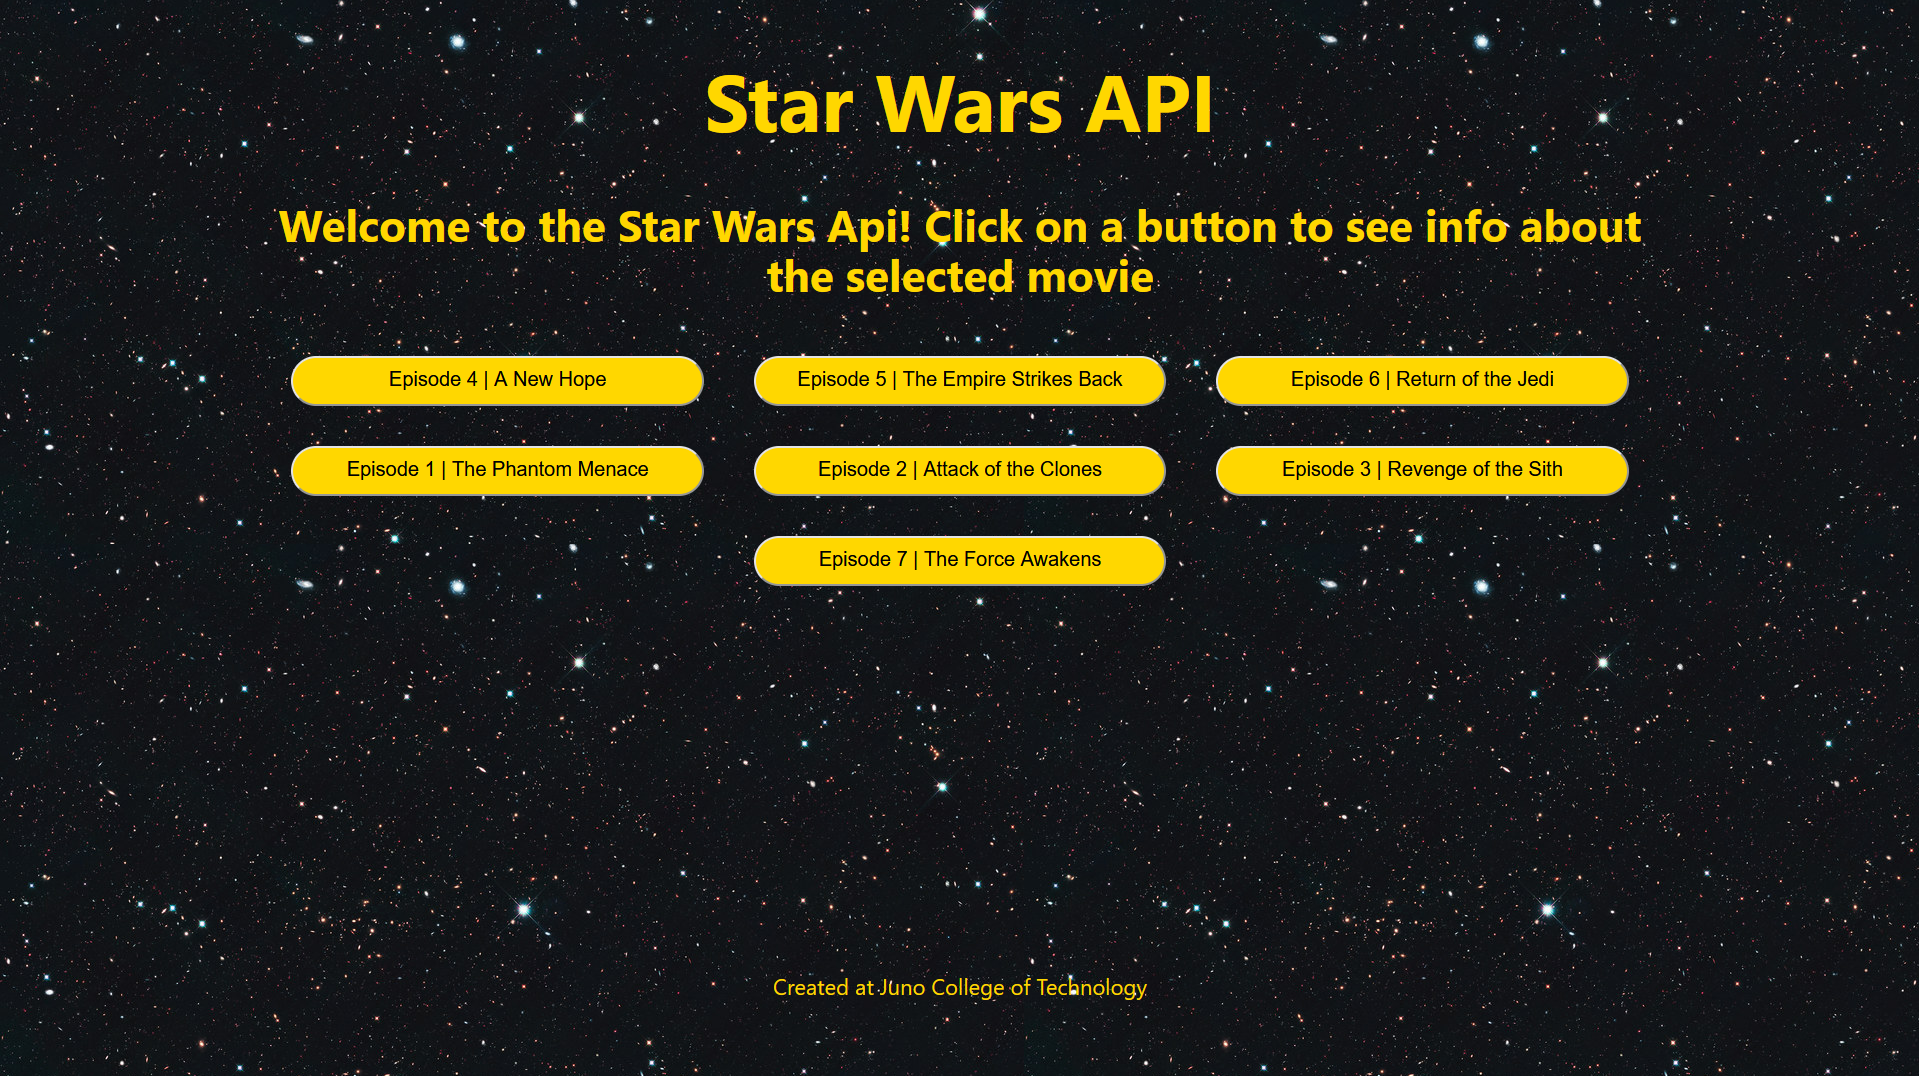 Star Wars API
Welcome to the Star Wars Api! Click on a button to see info about
the selected movie
Episode 4 | A New Hope
Episode 5 | The Empire Strikes Back
Episode 6 | Return of the Jedi
Episode 1 | The Phantom Menace
Episode 2 | Attack of the Clones
Episode 3 | Revenge of the Sith
Episode 7 | The Force Awakens
Created at Juno College of Technology